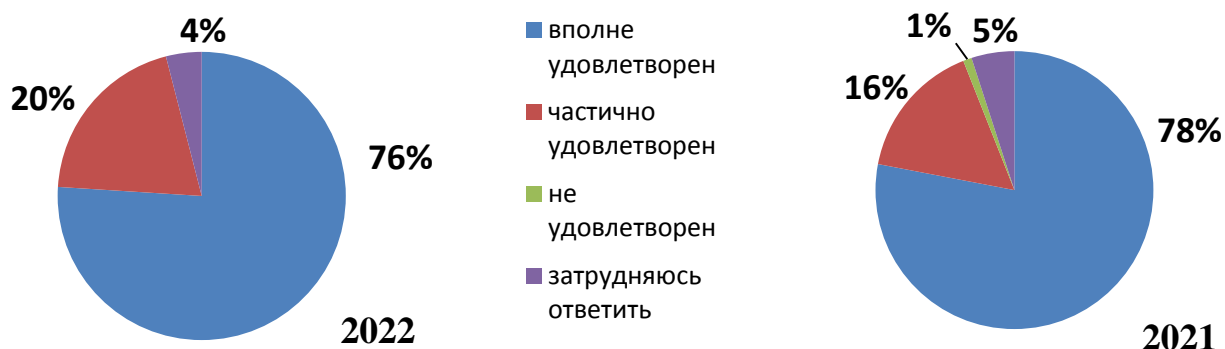 4%
20%
76%
2022
вполне
удовлетворен
частично
удовлетворен
не
удовлетворен
затрудняюсь
ответить
1%
5%
16%
78%
2021